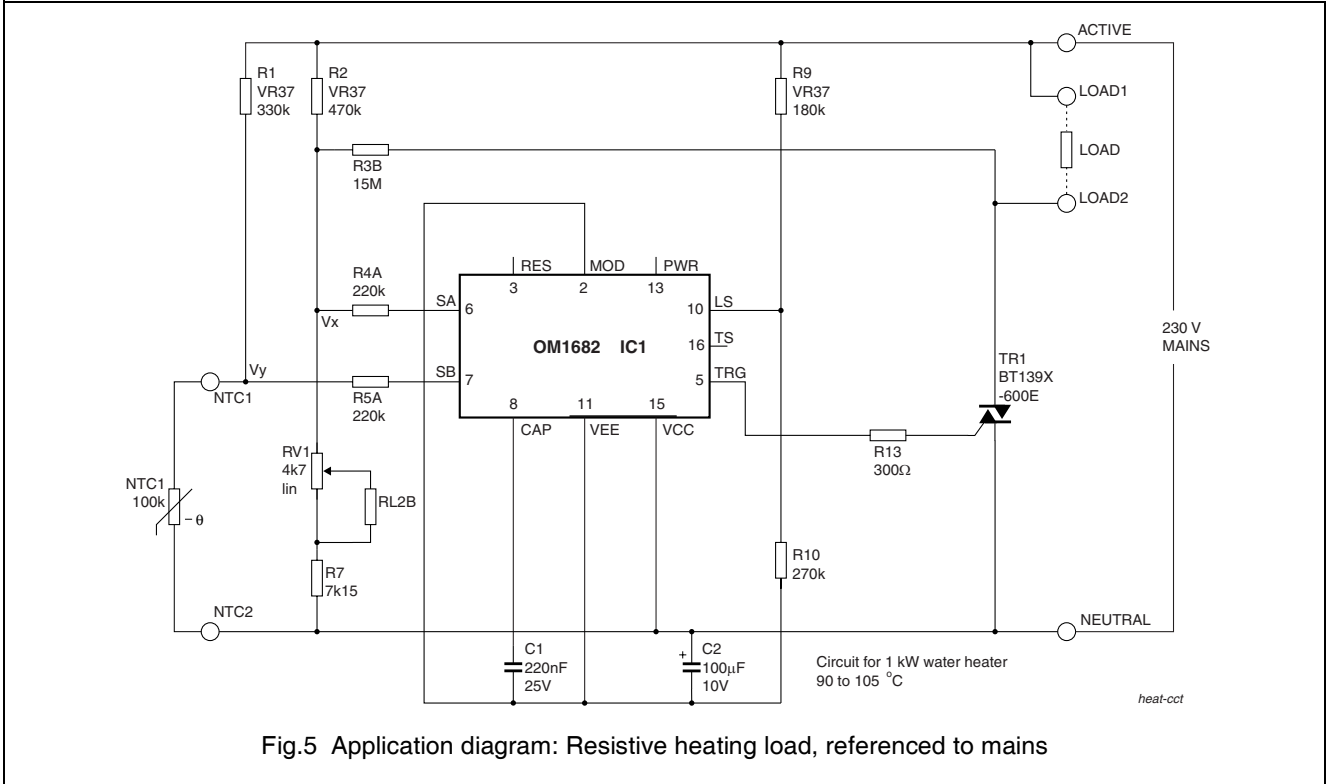 ACTIVE
R1
VR37
330k
R2
VR37
470k
R9
VR37
180k
LOAD1
LOAD
LOAD2
R3B
15M
RES
MOD
PWR
3
2
13
R4A
220k
SA
6
10
LS
Vx
OM1682 IC1
16
TS
230 V
MAINS
Vy
SB
7
5
TRG
TR1
BT139X
-600E
NTC1
R5A
220k
8
11
15
CAP
VEE
VCC
R13
300Ω
RV1
4k7
lin
NTC1
100k
– θ
RL2B
R10
270k
R7
7k15
NTC2
NEUTRAL
C1
220nF
25V
+
C2
100µF
10V
Circuit for 1 kW water heater
90 to 105 °C
heat-cct
Fig.5 Application diagram: Resistive heating load, referenced to mains